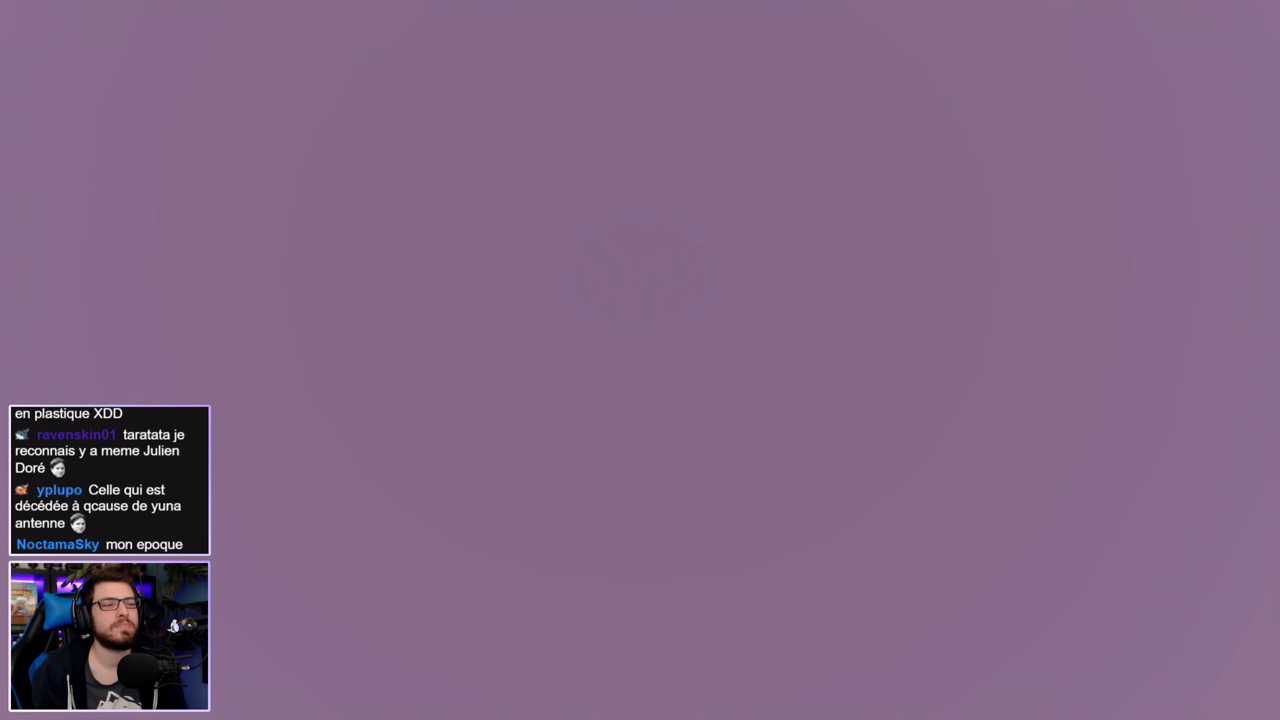 en plastique XDD
ravenskin01 taratata je
reconnais y a meme Julien
Doré
yplupo Celle qui est
décédée à qcause de yuna
antenne
NoctamaSky mon epoque